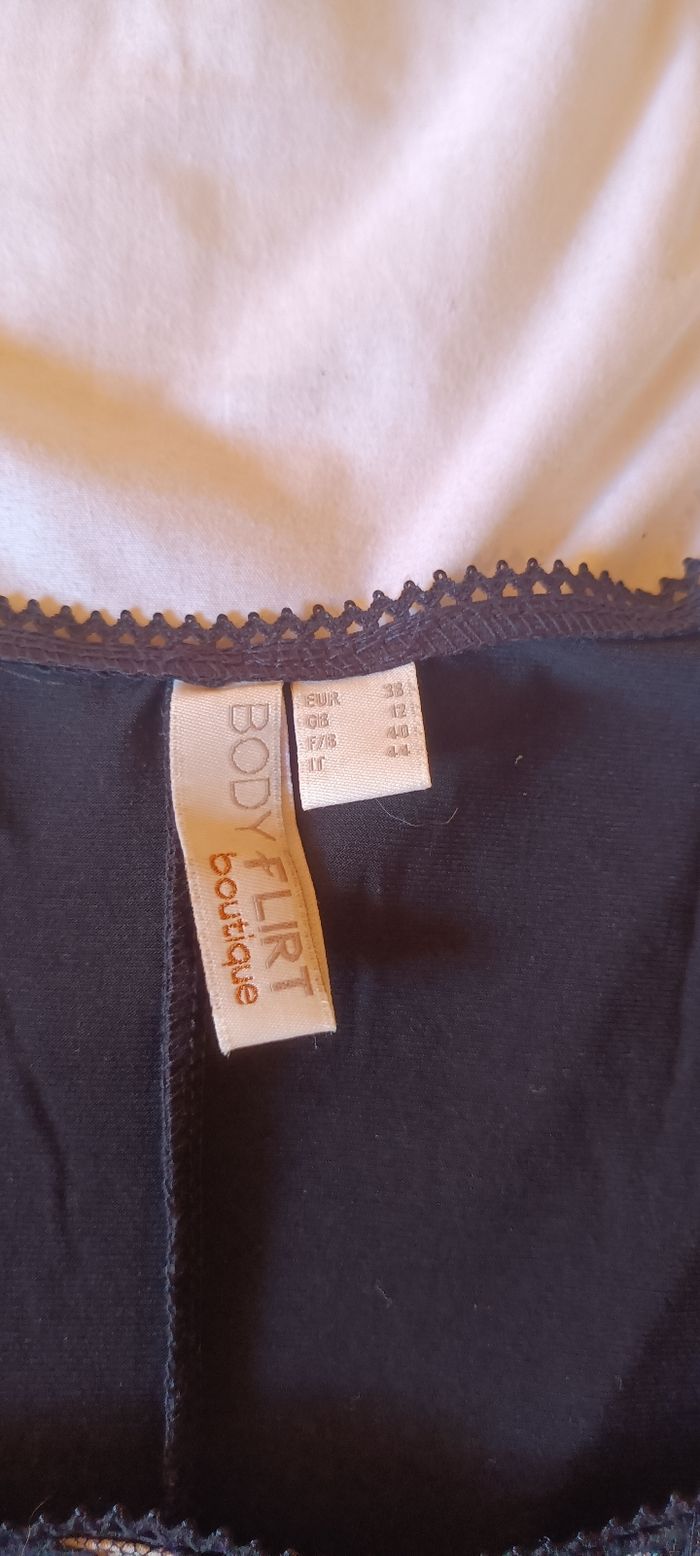 BODY FLIRT
boutique
EUR 38
GB 12
F/B 40
IT 44